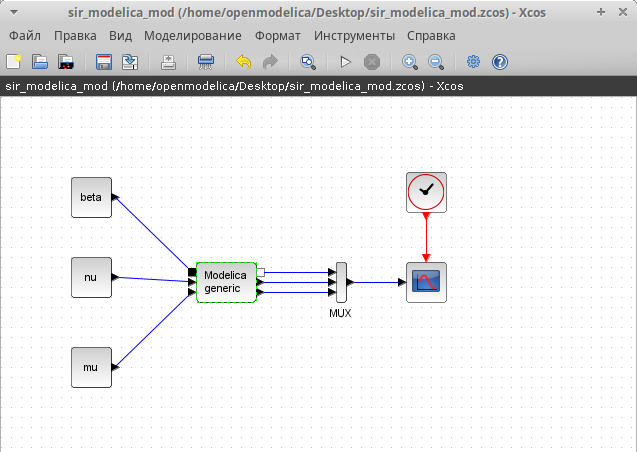 sir_modelica_mod (/home/openmodelica/Desktop/sir_modelica_mod.zcos) - Xcos
Файл Правка Вид Моделирование Формат Инструменты Справка
sir_modelica_mod (/home/openmodelica/Desktop/sir_modelica_mod.zcos) - Xcos
beta
nu
Modelica
generic
MUX
mu